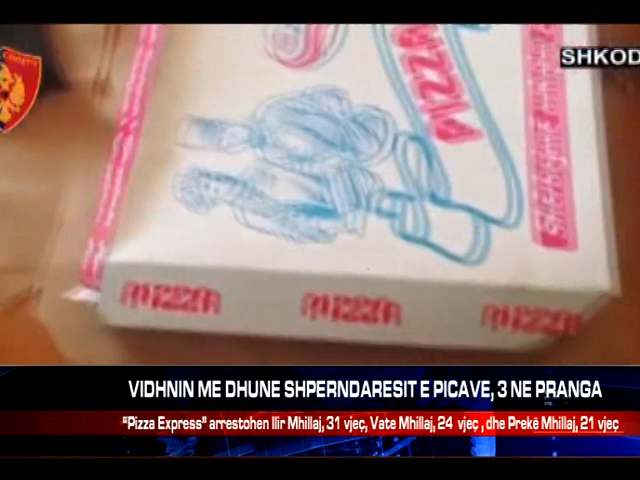 SHKOD
PIZZA
PIZZA
PIZZA
PIZZA
VIDHNIN ME DHUNE SHPERNDARESIT E PICAVE, 3 NE PRANGA
“Pizza Express” arrestohen Ilir Mhillaj, 31 vjeç, Vate Mhillaj, 24 vjeç , dhe Prekë Mhillaj, 21 vjeç